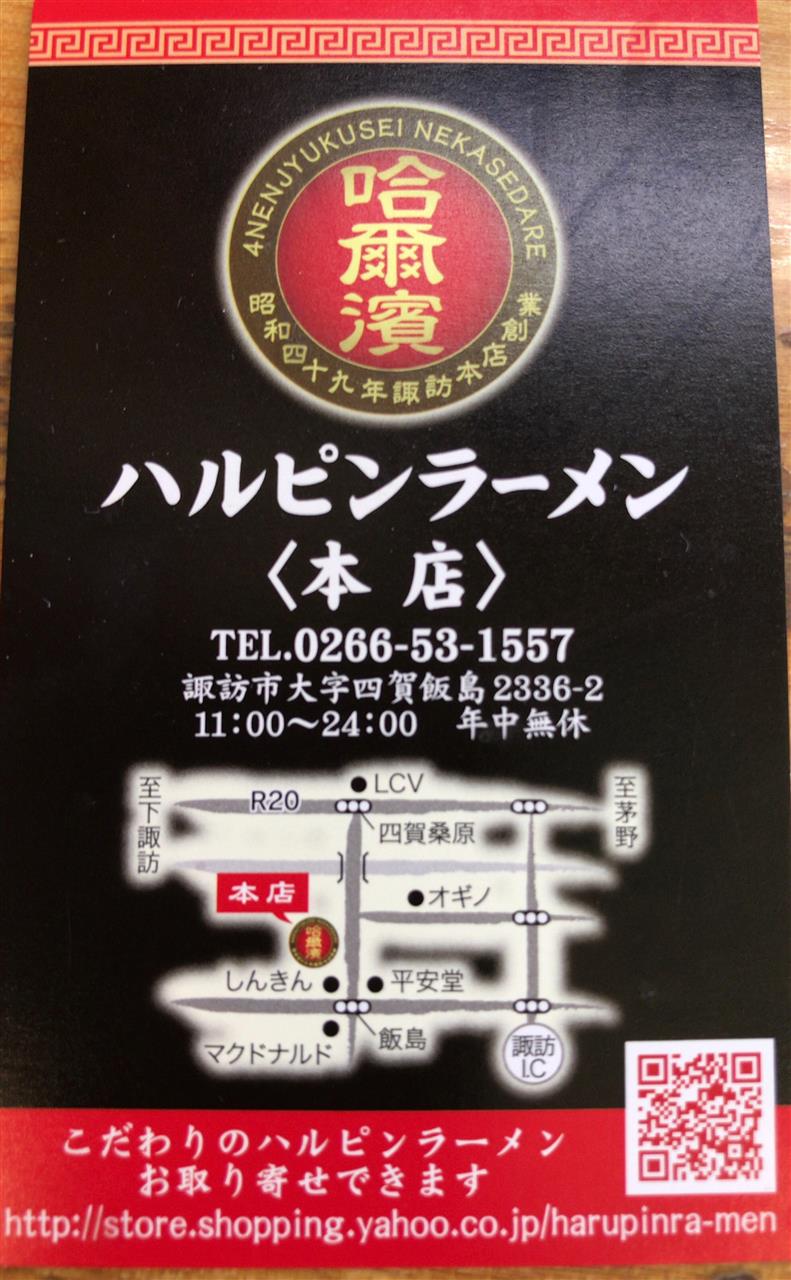 4NENJYUKUSEI NEKASEDARE
哈爾濱
昭和四十九年諏訪本店創業
ハルピンラーメン
〈本店〉
TEL.0266-53-1557
諏訪市大字四賀飯島2336-2
11:00～24:00 年中無休
至下諏訪
R20
LCV
至茅野
四賀桑原
本店
オギノ
哈爾濱
しんきん
平安堂
マクドナルド
飯島
諏訪
I.C
こだわりのハルピンラーメン
お取り寄せできます
http://store.shopping.yahoo.co.jp/harupinra-men